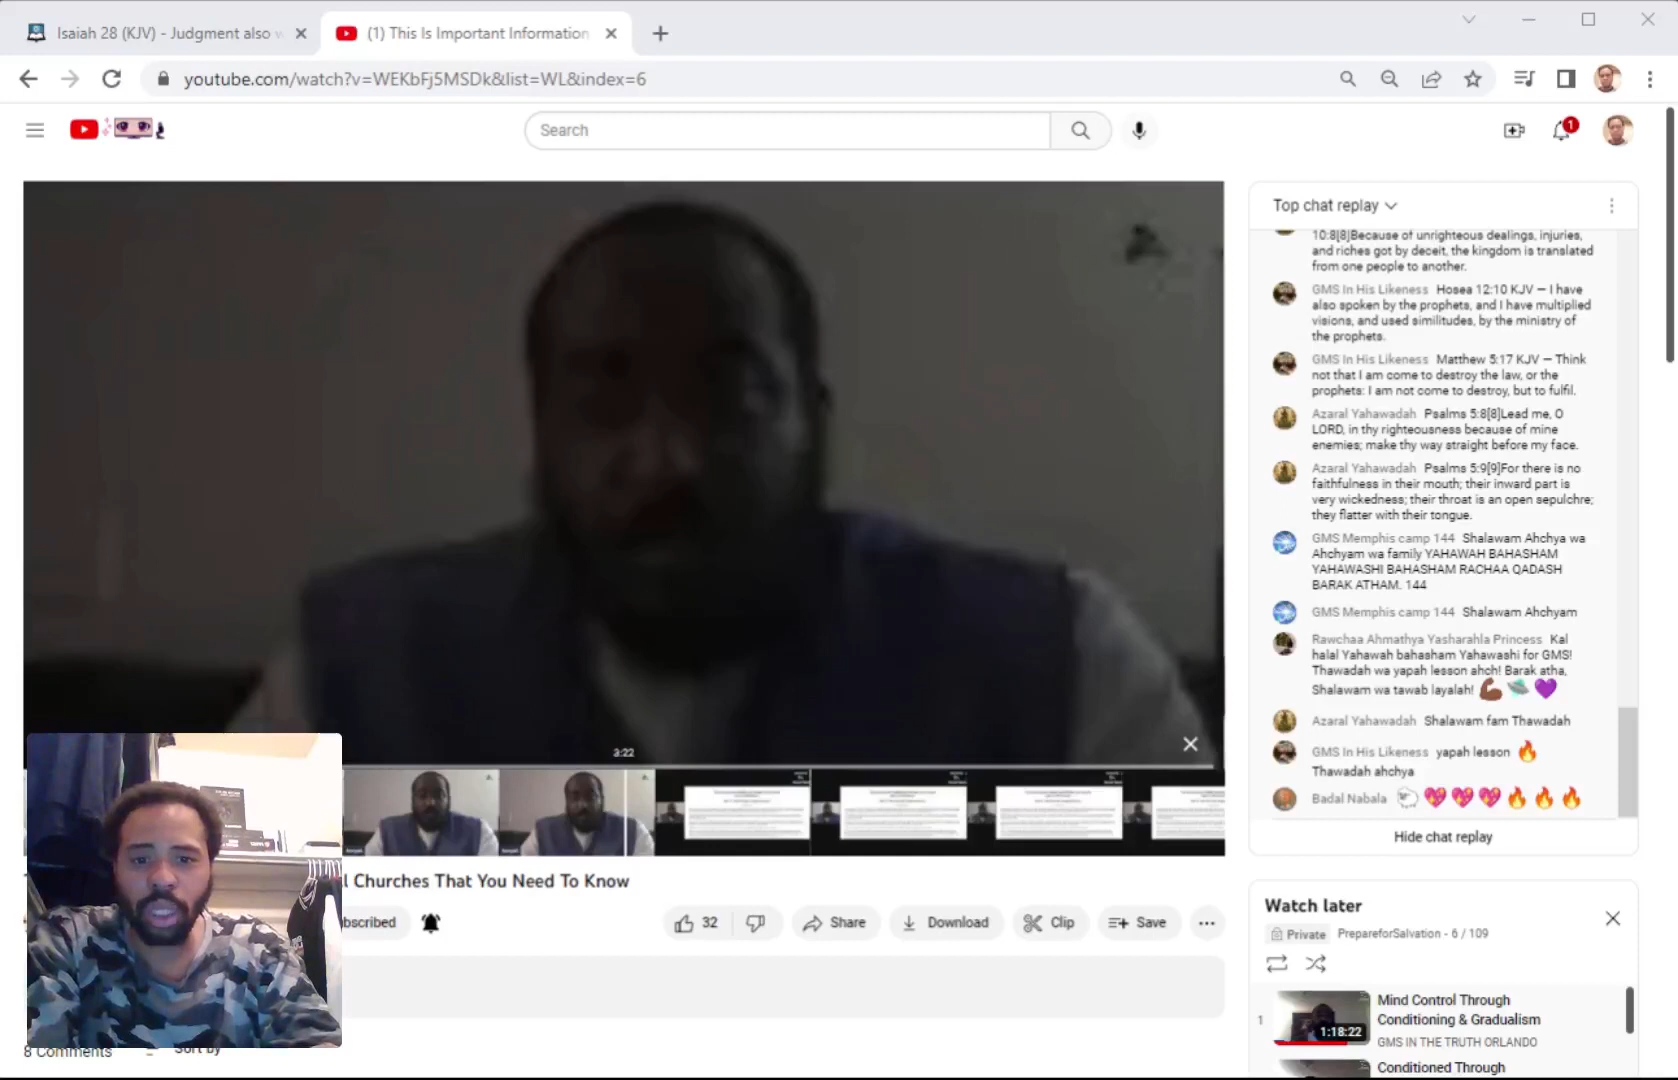 Isaiah 28 (KJV) - Judgment also w
(1) This Is Important Information
youtube.com/watch?v=WEKbFj5MSDk&list=WL&index=6
Search
1
3:22
l Churches That You Need To Know
bscribed
32
Share
Download
Clip
Save
8 Comments
Sort by
Top chat replay
10:8[8]Because of unrighteous dealings, injuries,
and riches got by deceit, the kingdom is translated
from one people to another.
GMS In His Likeness Hosea 12:10 KJV — I have
also spoken by the prophets, and I have multiplied
visions, and used similitudes, by the ministry of
the prophets.
GMS In His Likeness Matthew 5:17 KJV — Think
not that I am come to destroy the law, or the
prophets: I am not come to destroy, but to fulfil.
Azaral Yahawadah Psalms 5:8[8]Lead me, O
LORD, in thy righteousness because of mine
enemies; make thy way straight before my face.
Azaral Yahawadah Psalms 5:9[9]For there is no
faithfulness in their mouth; their inward part is
very wickedness; their throat is an open sepulchre;
they flatter with their tongue.
GMS Memphis camp 144 Shalawam Ahchya wa
Ahchyam wa family YAHAWAH BAHASHAM
YAHAWASHI BAHASHAM RACHAA QADASH
BARAK ATHAM. 144
GMS Memphis camp 144 Shalawam Ahchyam
Rawchaa Ahmathya Yasharahla Princess Kal
halal Yahawah bahasham Yahawashi for GMS!
Thawadah wa yapah lesson ahch! Barak atha,
Shalawam wa tawab layalah!
Azaral Yahawadah Shalawam fam Thawadah
GMS In His Likeness yapah lesson
Thawadah ahchya
Badal Nabala
Hide chat replay
Watch later
Private PrepareforSalvation - 6 / 109
1
1:18:22
Mind Control Through
Conditioning & Gradualism
GMS IN THE TRUTH ORLANDO
Conditioned Through